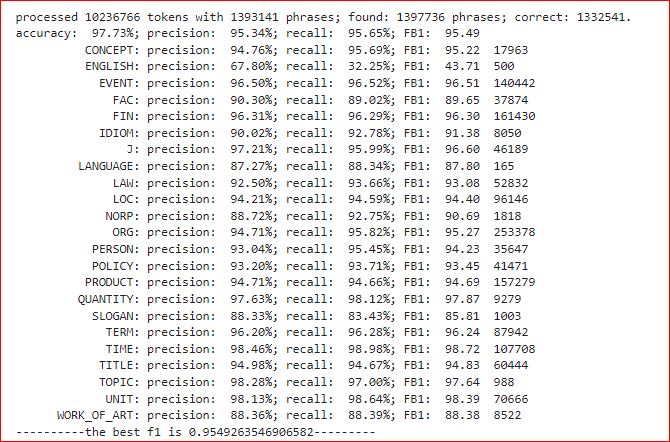 processed 10236766 tokens with 1393141 phrases; found: 1397736 phrases; correct: 1332541.
accuracy:  97.73%; precision:  95.34%; recall:  95.65%; FB1:  95.49
CONCEPT: precision:  94.76%; recall:  95.69%; FB1:  95.22  17963
ENGLISH: precision:  67.80%; recall:  32.25%; FB1:  43.71  500
EVENT: precision:  96.50%; recall:  96.52%; FB1:  96.51  140442
FAC: precision:  90.30%; recall:  89.02%; FB1:  89.65  37874
FIN: precision:  96.31%; recall:  96.29%; FB1:  96.30  161430
IDIOM: precision:  90.02%; recall:  92.78%; FB1:  91.38  8050
J: precision:  97.21%; recall:  95.99%; FB1:  96.60  46189
LANGUAGE: precision:  87.27%; recall:  88.34%; FB1:  87.80  165
LAW: precision:  92.50%; recall:  93.66%; FB1:  93.08  52832
LOC: precision:  94.21%; recall:  94.59%; FB1:  94.40  96146
NORP: precision:  88.72%; recall:  92.75%; FB1:  90.69  1818
ORG: precision:  94.71%; recall:  95.82%; FB1:  95.27  253378
PERSON: precision:  93.04%; recall:  95.45%; FB1:  94.23  35647
POLICY: precision:  93.20%; recall:  93.71%; FB1:  93.45  41471
PRODUCT: precision:  94.71%; recall:  94.66%; FB1:  94.69  157279
QUANTITY: precision:  97.63%; recall:  98.12%; FB1:  97.87  9279
SLOGAN: precision:  88.33%; recall:  83.43%; FB1:  85.81  1003
TERM: precision:  96.20%; recall:  96.28%; FB1:  96.24  87942
TIME: precision:  98.46%; recall:  98.98%; FB1:  98.72  107708
TITLE: precision:  94.98%; recall:  94.67%; FB1:  94.83  60444
TOPIC: precision:  98.28%; recall:  97.00%; FB1:  97.64  988
UNIT: precision:  98.13%; recall:  98.64%; FB1:  98.39  70666
WORK_OF_ART: precision:  88.36%; recall:  88.39%; FB1:  88.38  8522
----------the best f1 is 0.9549263546906582---------